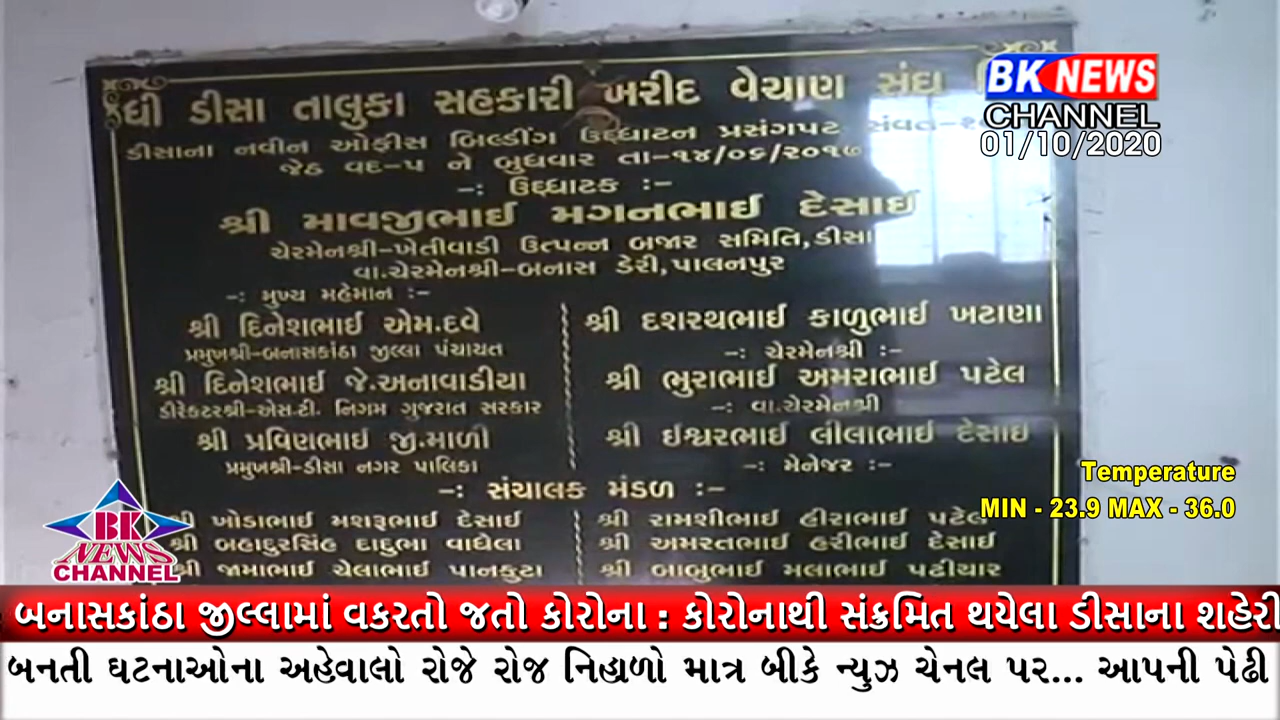 ધી ડીસા તાલુકા સહકારી ખરીદ વેચાણ સંઘ
ડીસાના નવીન ઓફીસ બિલ્ડીંગ ઉદ્ઘાટન પ્રસંગપટ સંવત-
જેઠ વદ-૫ ને બુધવાર તા-૧૪/૦૬/૨૦૧૭
-: ઉદ્ઘાટક :-
શ્રી માવજીભાઈ મગનભાઈ દેસાઈ
ચેરમેનશ્રી-ખેતીવાડી ઉત્પન્ન બજાર સમિતિ,ડીસા
વા.ચેરમેનશ્રી-બનાસ ડેરી,પાલનપુર
-: મુખ્ય મહેમાન :-
શ્રી દિનેશભાઈ એમ.દવે
પ્રમુખશ્રી-બનાસકાંઠા જીલ્લા પંચાયત
શ્રી દિનેશભાઈ જે.અનાવાડીયા
ડીરેકટરશ્રી-એસ.ટી. નિગમ ગુજરાત સરકાર
શ્રી પ્રવિણભાઈ જી.માળી
પ્રમુખશ્રી-ડીસા નગર પાલિકા
શ્રી દશરથભાઈ કાળુભાઈ ખટાણા
-: ચેરમેનશ્રી :-
શ્રી ભુરાભાઈ અમરાભાઈ પટેલ
-: વા.ચેરમેનશ્રી
શ્રી ઈશ્વરભાઈ લીલાભાઈ દેસાઈ
-: મેનેજર :-
-: સંચાલક મંડળ :-
શ્રી ખોડાભાઈ મશરૂભાઈ દેસાઈ
શ્રી બહાદુરસિંહ દાદુભા વાઘેલા
શ્રી જામાભાઈ ચેલાભાઈ પાનકુટા
શ્રી રામશીભાઈ હીરાભાઈ પટેલ
શ્રી અમરતભાઈ હરીભાઈ દેસાઈ
શ્રી બાબુભાઈ મલાભાઈ પઢીયાર
BK NEWS
CHANNEL
01/10/2020
Temperature
MIN - 23.9 MAX - 36.0
BK
NEWS
CHANNEL
બનાસકાંઠા જીલ્લામાં વકરતો જતો કોરોના : કોરોનાથી સંક્રમિત થયેલા ડીસાના શહેરી
બનતી ઘટનાઓના અહેવાલો રોજે રોજ નિહાળો માત્ર બીકે ન્યુઝ ચેનલ પર... આપની પેઢી